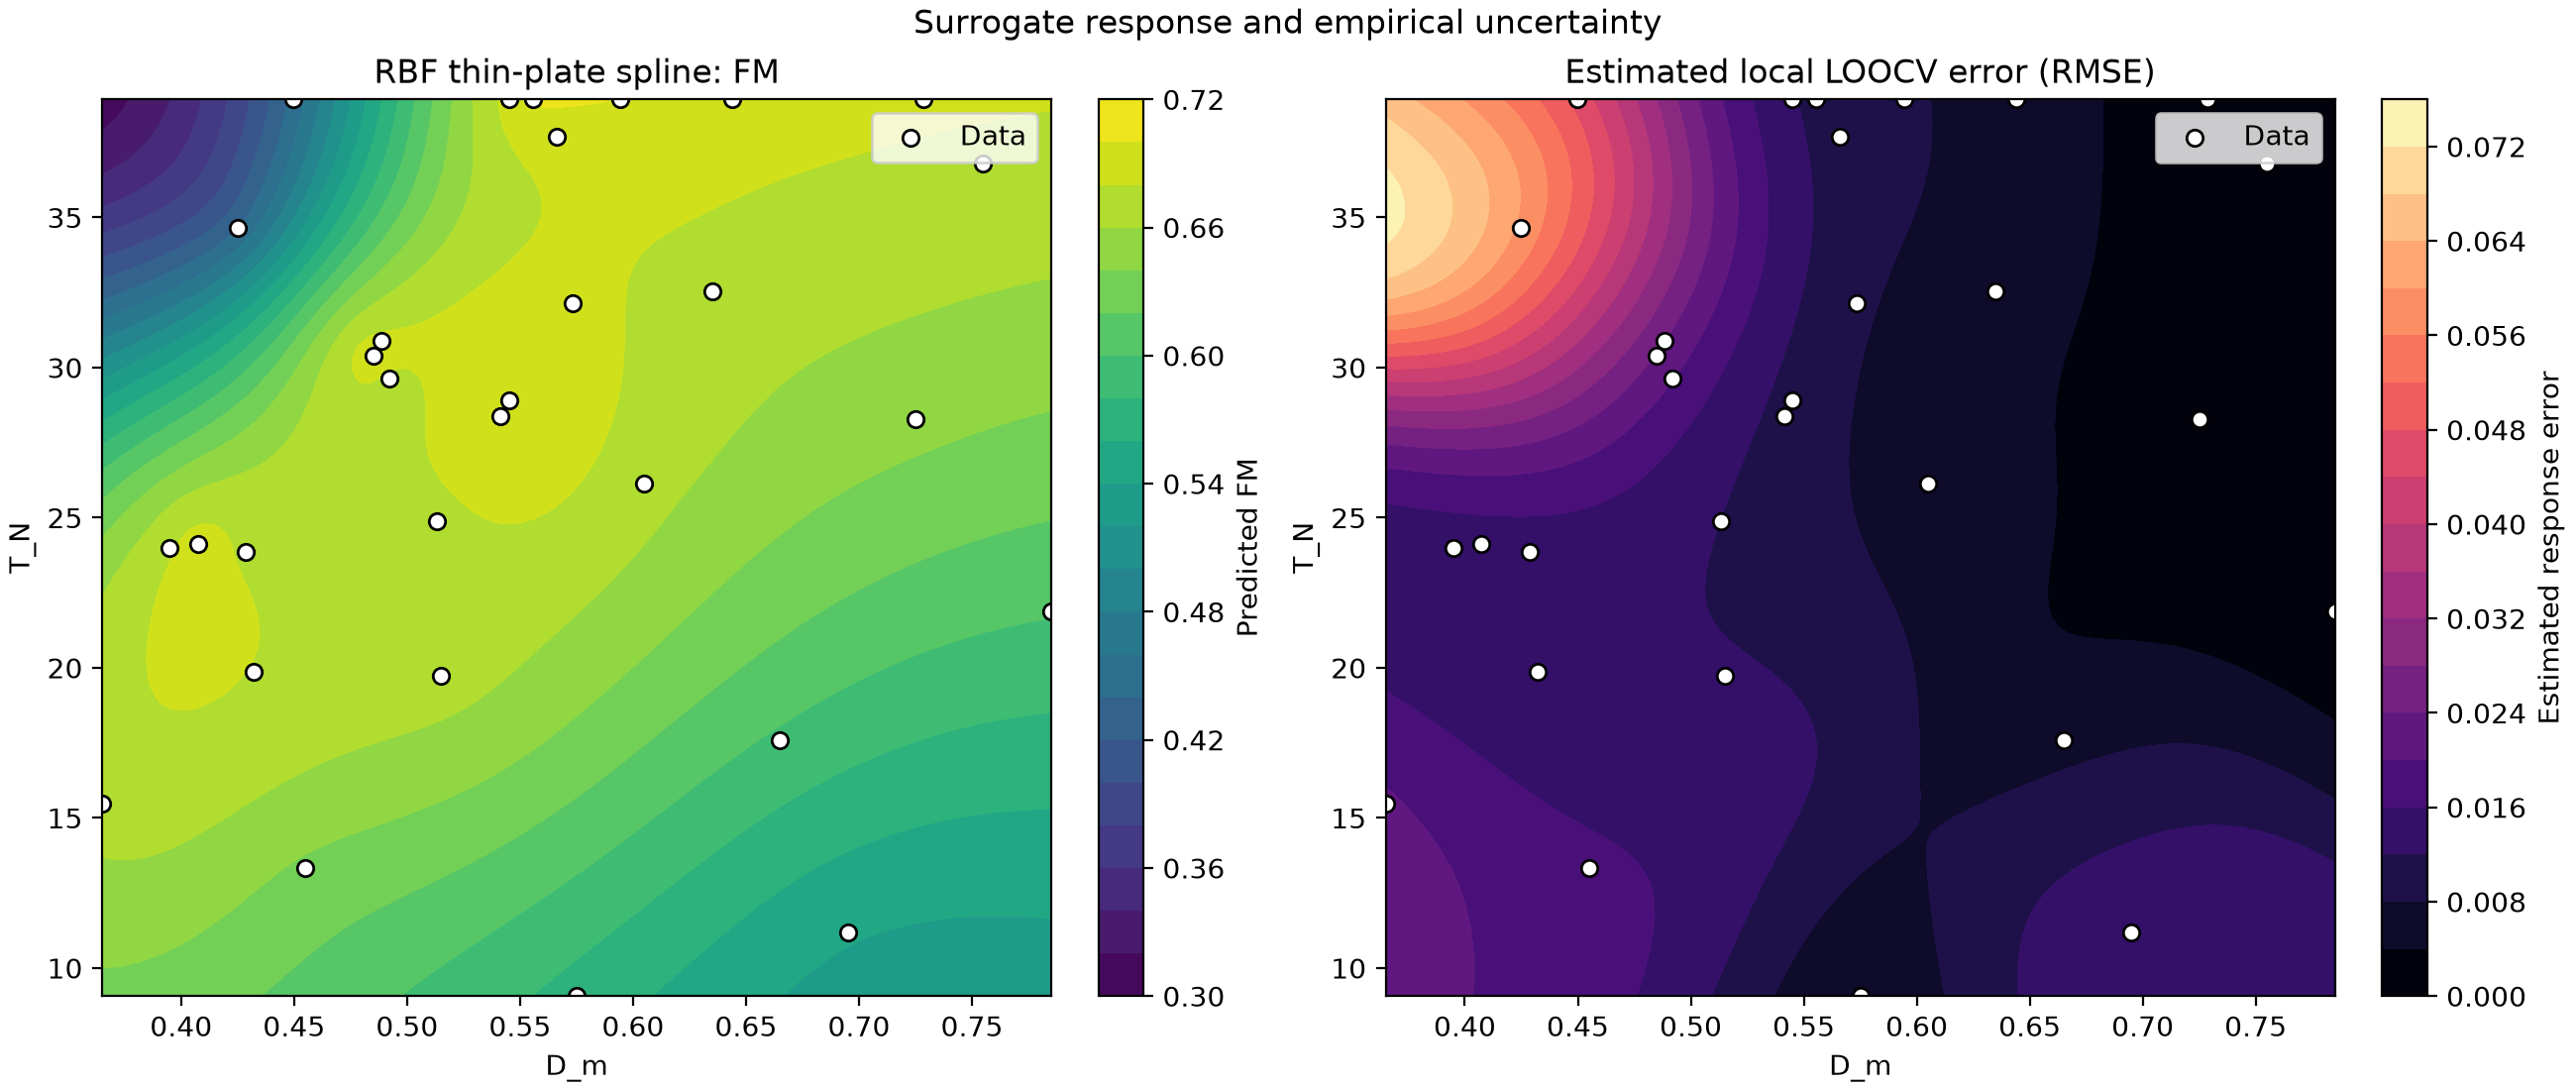 Surrogate response and empirical uncertainty
RBF thin-plate spline: FM
Data
35
30
25
20
15
10
T_N
0.40 0.45 0.50 0.55 0.60 0.65 0.70 0.75
D_m
0.72
0.66
0.60
0.54
0.48
0.42
0.36
0.30
Predicted FM
Estimated local LOOCV error (RMSE)
Data
35
30
25
20
15
10
T_N
0.40 0.45 0.50 0.55 0.60 0.65 0.70 0.75
D_m
0.072
0.064
0.056
0.048
0.040
0.032
0.024
0.016
0.008
0.000
Estimated response error